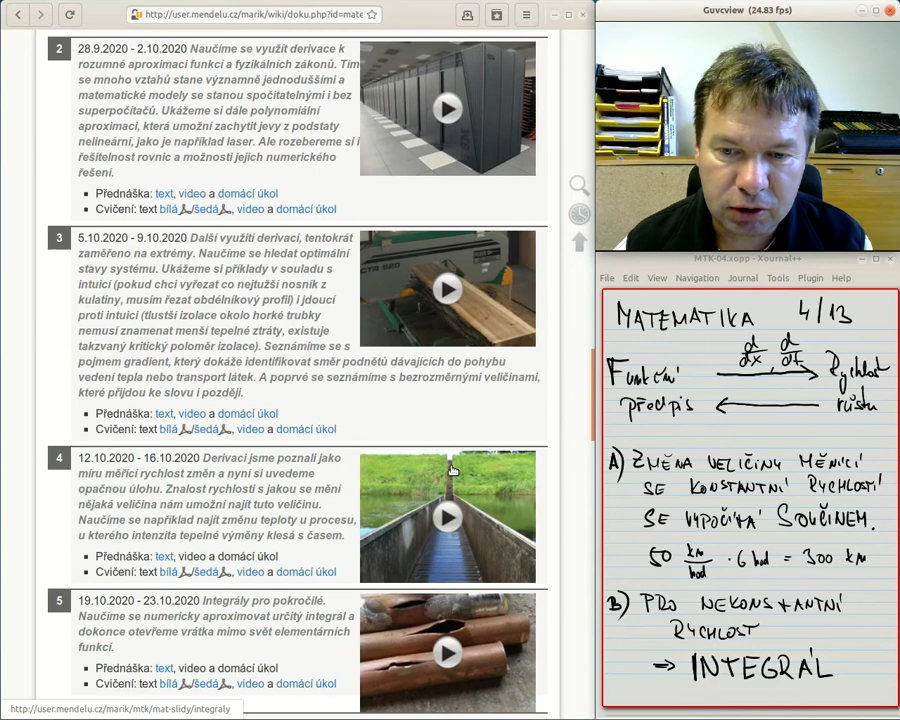 http://user.mendelu.cz/marik/wiki/doku.php?id=mate
Guvcview (24.83 fps)
2
28.9.2020 - 2.10.2020 Naučíme se využít derivace k
rozumné aproximaci funkcí a fyzikálních zákonů. Tím
se mnoho vztahů stane významně jednoduššími a
matematické modely se stanou spočitatelnými i bez
superpočítačů. Ukážeme si dále polynomiální
aproximaci, která umožní zachytit jevy z podstaty
nelineární, jako je například laser. Ale rozebereme si i
řešitelnost rovnic a možnosti jejich numerického
řešení.
Přednáška: text, video a domácí úkol
Cvičení: text bílá/šedá, video a domácí úkol
3
5.10.2020 - 9.10.2020 Další využití derivací, tentokrát
zaměřeno na extrémy. Naučíme se hledat optimální
stavy systému. Ukážeme si příklady v souladu s
intuicí (pokud chci vyřezat co nejtužší nosník z
kulatiny, musím řezat obdélníkový profil) i jdoucí
proti intuici (tlustší izolace okolo horké trubky
nemusí znamenat menší tepelné ztráty, existuje
takzvaný kritický poloměr izolace). Seznámíme s s
pojmem gradient, který dokáže identifikovat směr podnětů dávajících do pohybu
vedení tepla nebo transport látek. A poprvé se seznámíme s bezrozměrnými veličinami,
které přijdou ke slovu i později.
Přednáška: text, video a domácí úkol
Cvičení: text bílá/šedá, video a domácí úkol
4
12.10.2020 - 16.10.2020 Derivaci jsme poznali jako
míru měřící rychlost změn a nyní si uvedeme
opačnou úlohu. Znalost rychlosti s jakou se mění
nějaká veličina nám umožní najít tuto veličinu.
Naučíme se například najít změnu teploty u procesu,
u kterého intenzita tepelné výměny klesá s časem.
Přednáška: text, video a domácí úkol
Cvičení: text bílá/šedá, video a domácí úkol
5
19.10.2020 - 23.10.2020 Integrály pro pokročilé.
Naučíme se numericky aproximovat určitý integrál a
dokonce otevřeme vrátka mimo svět elementárních
funkcí.
Přednáška: text, video a domácí úkol
Cvičení: text bílá/šedá, video a domácí úkol
http://user.mendelu.cz/marik/mtk/mat-slidy/integraly
MTK-04.xopp - Xournal++
File Edit View Navigation Journal Tools Plugin Help
MATEMATIKA 4/13
d/dx, d/dt
Funkční Rychlost
předpis růstu
A) ZMĚNA VELIČINY MĚNÍCÍ
SE KONSTANTNÍ RYCHLOSTÍ
SE VYPOČÍTÁ SOUČINEM.
50 km/hod · 6 hod = 300 km
B) PRO NEKONSTANTNÍ
RYCHLOST
⇒ INTEGRÁL